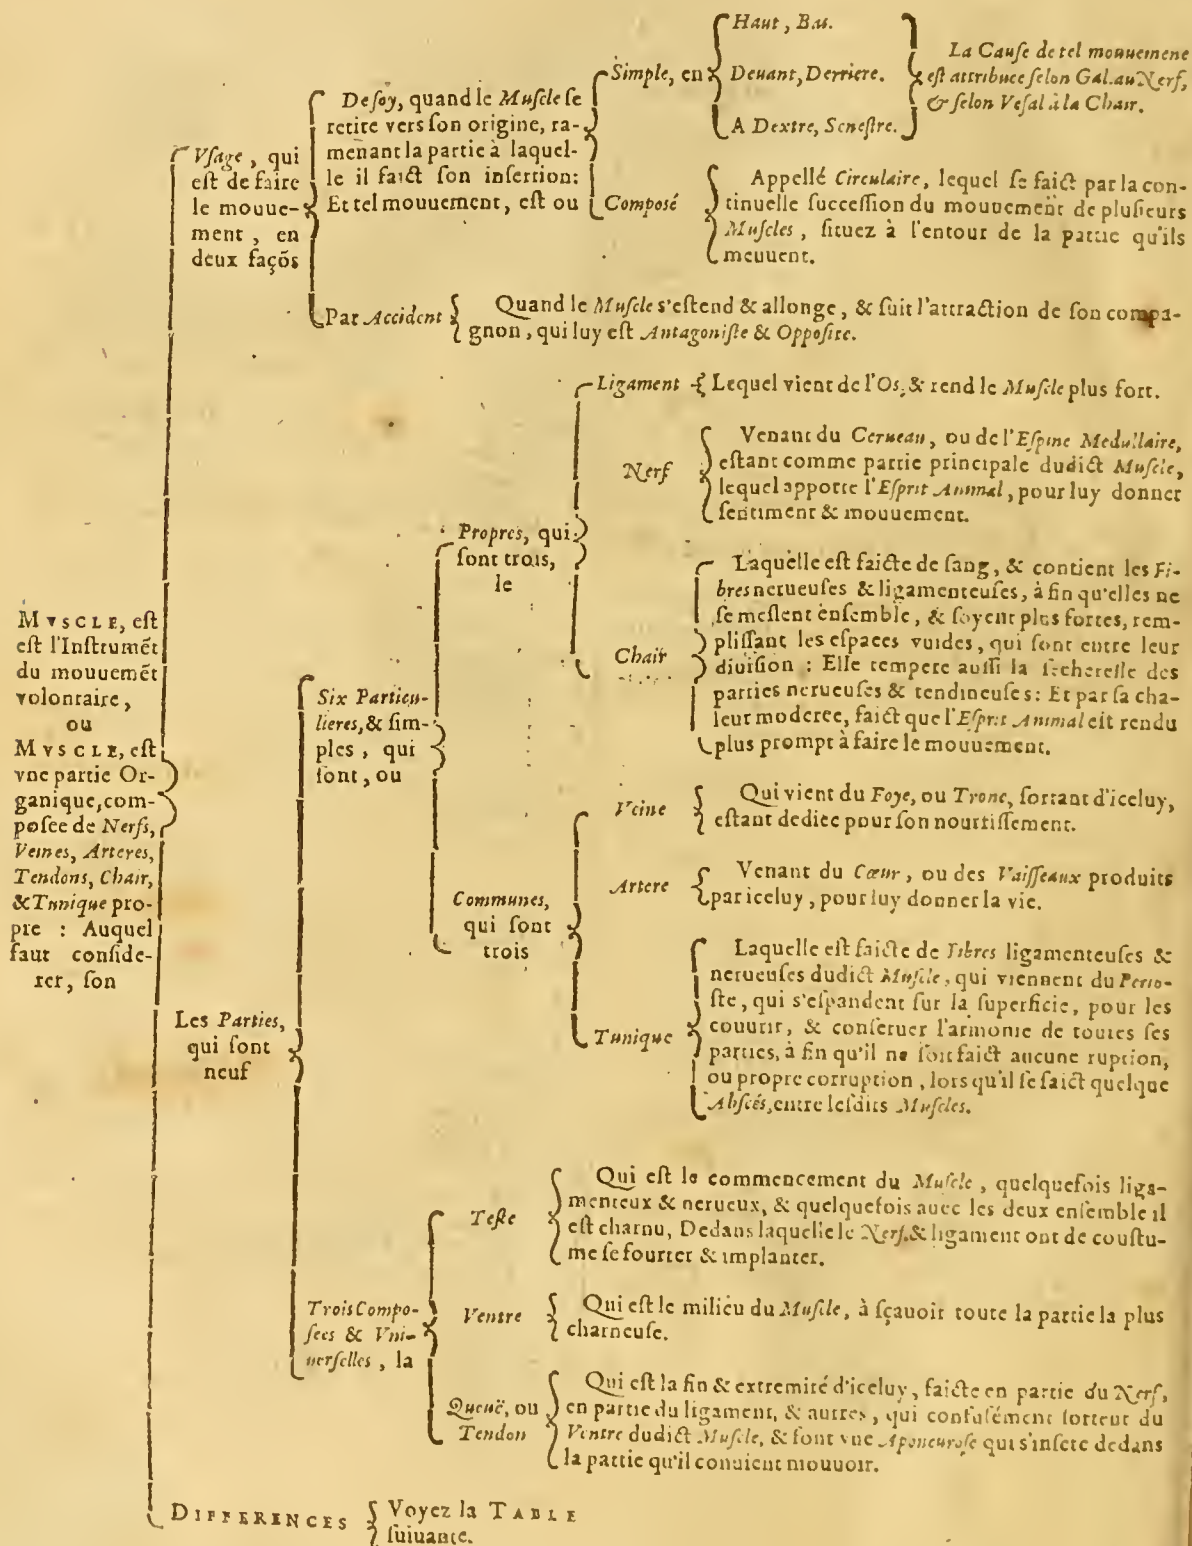 MVSCLE, est
est l'Instrumẽt
du mouuemẽt
volontaire,
ou
MVSCLE, est
vne partie Or-
ganique, com-
posee de Nerfs,
Veines, Arteres,
Tendons, Chair,
& Tunique pro-
pre : Auquel
faut conside-
rer, son
Vsage, qui
est de faire
le mouue-
ment, en
deux façõs
De soy, quand le Muscle se
retire vers son origine, ra-
menant la partie à laquel-
le il faict son insertion:
Et tel mouuement, est ou
Simple, en
Haut, Bas.
Deuant, Derriere.
A Dextre, Senestre.
La Cause de tel mouuemene
est attribuee selon Gal. au Nerf,
& selon Vesal à la Chair.
Composé
Appellé Circulaire, lequel se faict par la con-
tinuelle succession du mouuement de plusieurs
Muscles, situez à l'entour de la partie qu'ils
meuuent.
Par Accident
Quand le Muscle s'estend & allonge, & suit l'attraction de son compa-
gnon, qui luy est Antagoniste & Opposite.
Les Parties,
qui sont
neuf
Six Particu-
lieres, & sim-
ples, qui
sont, ou
Propres, qui
sont trois,
le
Ligament
Lequel vient de l'Os, & rend le Muscle plus fort.
Nerf
Venant du Cerueau, ou de l'Espine Medullaire,
estant comme partie principale dudict Muscle,
lequel apporte l'Esprit Animal, pour luy donner
sentiment & mouuement.
Chair
Laquelle est faicte de sang, & contient les Fi-
bres nerueuses & ligamenteuses, à fin qu'elles ne
se meslent ensemble, & soyent plus fortes, rem-
plissant les espaces vuides, qui sont entre leur
diuision : Elle tempere aussi la secheresse des
parties nerueuses & tendineuses: Et par sa cha-
leur moderee, faict que l'Esprit Animal est rendu
plus prompt à faire le mouuement.
Communes,
qui sont
trois
Veine
Qui vient du Foye, ou Tronc, sortant d'iceluy,
estant dediee pour son nourrissement.
Artere
Venant du Cœur, ou des Vaisseaux produits
par iceluy, pour luy donner la vie.
Tunique
Laquelle est faicte de Fibres ligamenteuses &
nerueuses dudict Muscle, qui viennent du Perio-
ste, qui s'espandent sur la superficie, pour les
couurir, & conseruer l'armonie de toutes ses
parties, à fin qu'il ne soit faict aucune ruption,
ou propre corruption, lors qu'il se faict quelque
Abscés, entre lesdits Muscles.
Trois Compo-
sees & Vni-
uerselles, la
Teste
Qui est le commencement du Muscle, quelquefois liga-
menteux & nerueux, & quelquefois auec les deux ensemble il
est charnu, Dedans laquelle le Nerf, & ligament ont de coustu-
me se fourrer & implanter.
Ventre
Qui est le milieu du Muscle, à sçauoir toute la partie la plus
charneuse.
Queuë, ou
Tendon
Qui est la fin & extremité d'iceluy, faicte en partie du Nerf,
en partie du ligament, & autres, qui confusément sortent du
Ventre dudict Muscle, & font vne Aponeurose qui s'insere dedans
la partie qu'il conuient mouuoir.
DIFFERENCES
Voyez la TABLE
suiuante.